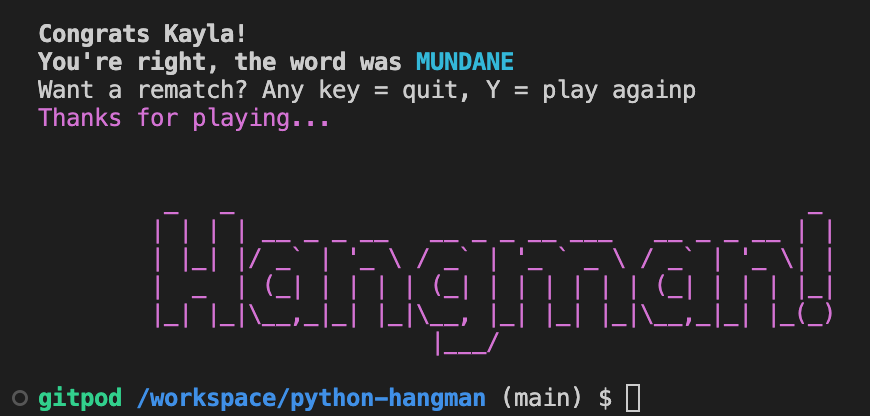 Congrats Kayla!
You're right, the word was MUNDANE
Want a rematch? Any key = quit, Y = play againp
Thanks for playing...
Hangman!
gitpod /workspace/python-hangman (main) $